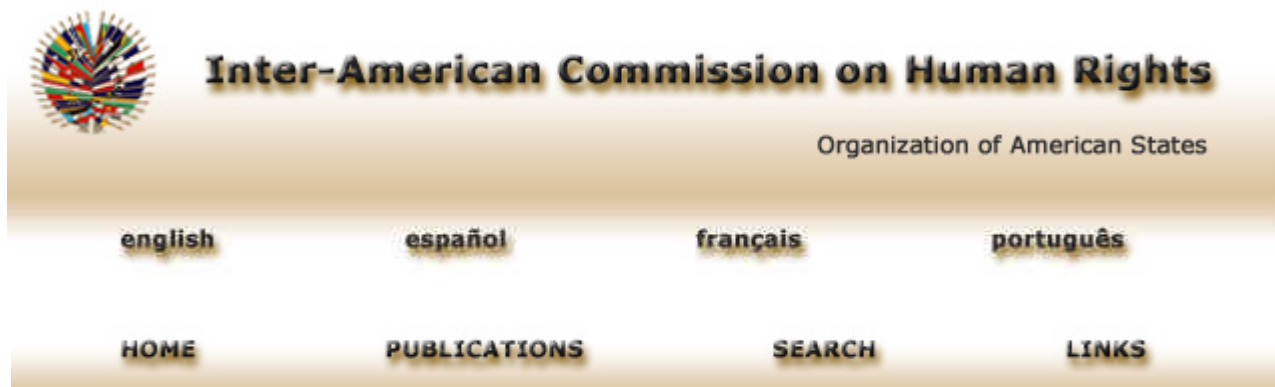 Inter-American Commission on Human Rights
Organization of American States
english español français português
HOME PUBLICATIONS SEARCH LINKS